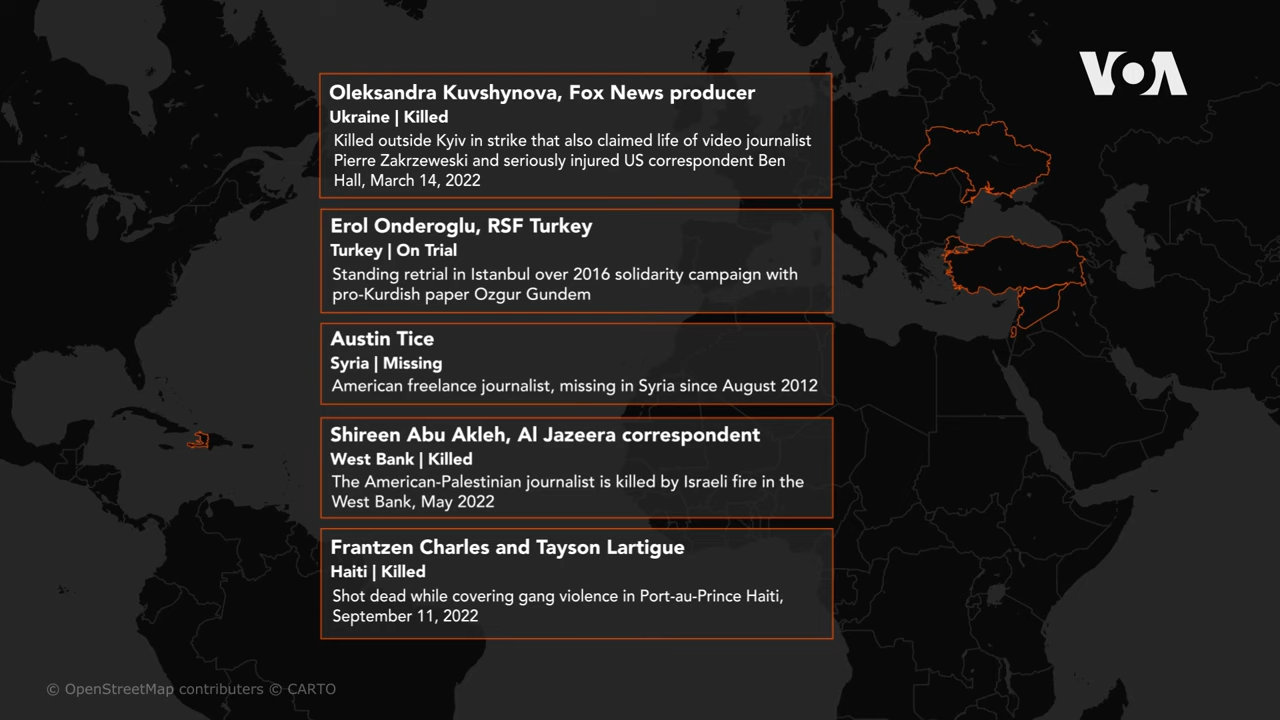 VOA
Oleksandra Kuvshynova, Fox News producer
Ukraine | Killed
Killed outside Kyiv in strike that also claimed life of video journalist
Pierre Zakrzeweski and seriously injured US correspondent Ben
Hall, March 14, 2022
Erol Onderoglu, RSF Turkey
Turkey | On Trial
Standing retrial in Istanbul over 2016 solidarity campaign with
pro-Kurdish paper Ozgur Gundem
Austin Tice
Syria | Missing
American freelance journalist, missing in Syria since August 2012
Shireen Abu Akleh, Al Jazeera correspondent
West Bank | Killed
The American-Palestinian journalist is killed by Israeli fire in the
West Bank, May 2022
Frantzen Charles and Tayson Lartigue
Haiti | Killed
Shot dead while covering gang violence in Port-au-Prince Haiti,
September 11, 2022
© OpenStreetMap contributers © CARTO